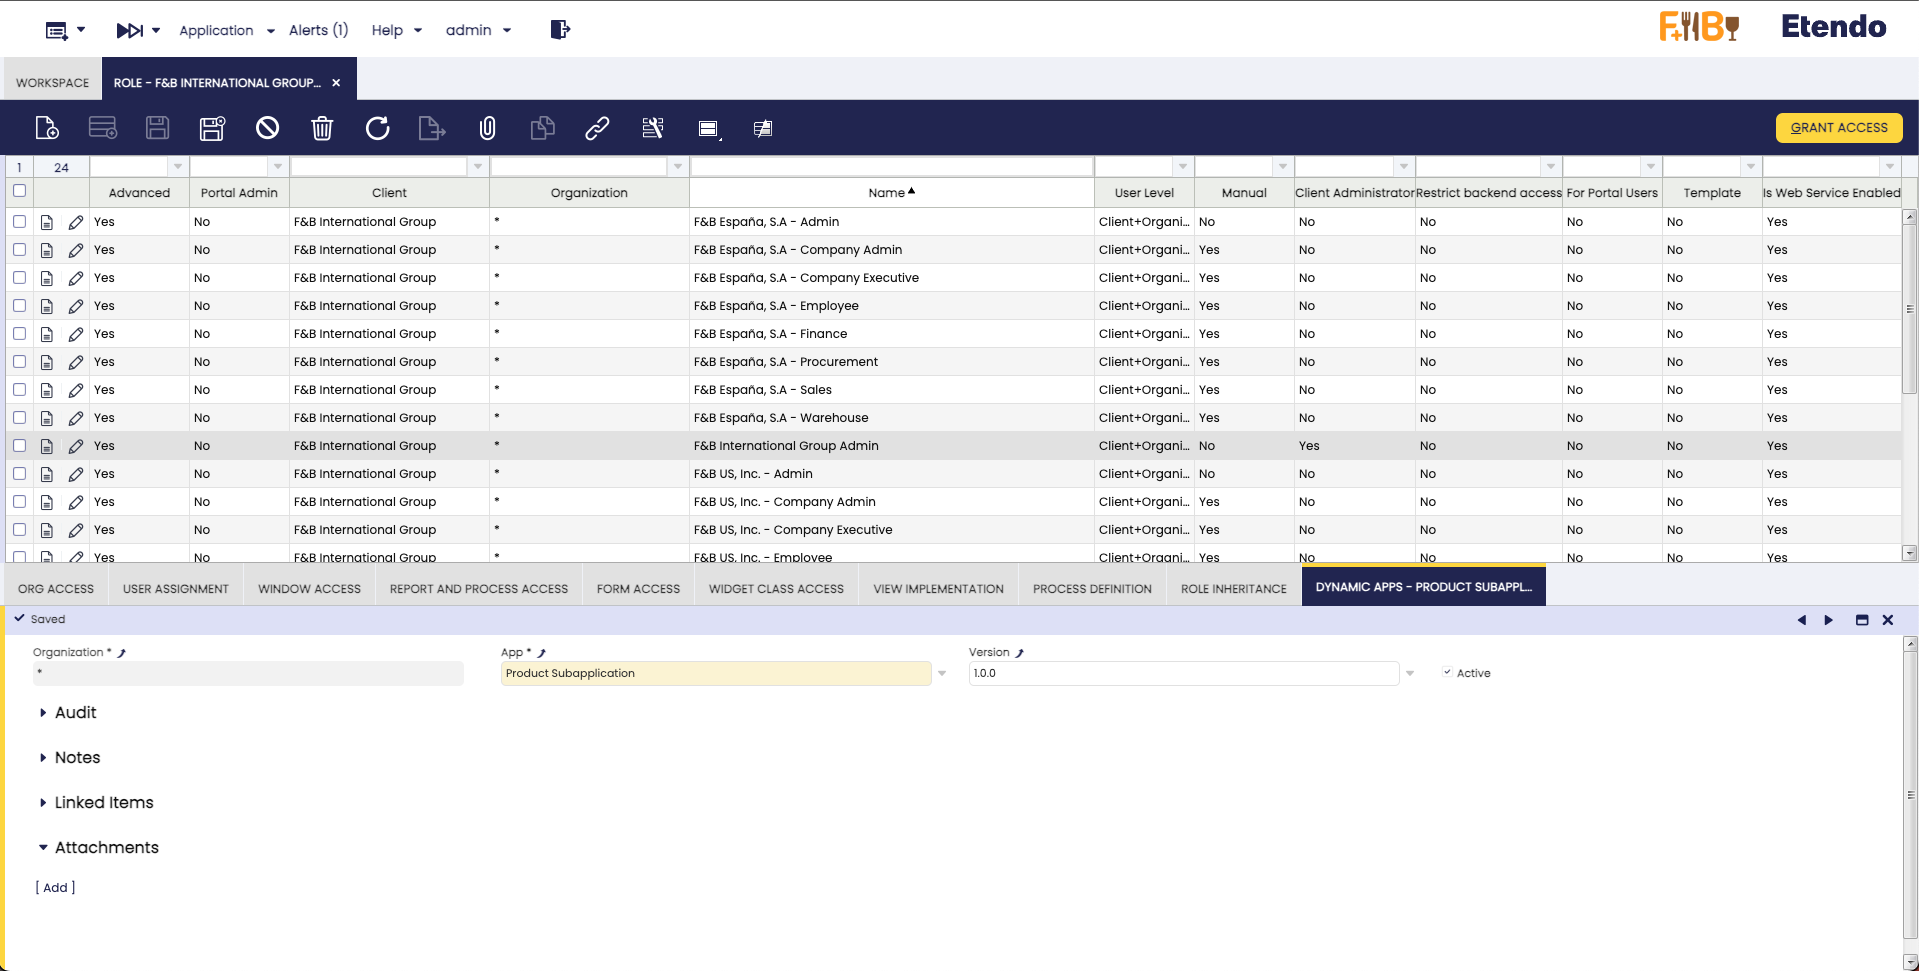 Application Alerts (1) Help admin F+B Etendo
WORKSPACE ROLE - F&B INTERNATIONAL GROUP...
GRANT ACCESS
1 24
Advanced Portal Admin Client Organization Name User Level Manual Client Administrator Restrict backend access For Portal Users Template Is Web Service Enabled
Yes No F&B International Group * F&B España, S.A - Admin Client+Organi... No No No No No Yes
Yes No F&B International Group * F&B España, S.A - Company Admin Client+Organi... Yes No No No No Yes
Yes No F&B International Group * F&B España, S.A - Company Executive Client+Organi... Yes No No No No Yes
Yes No F&B International Group * F&B España, S.A - Employee Client+Organi... Yes No No No No Yes
Yes No F&B International Group * F&B España, S.A - Finance Client+Organi... Yes No No No No Yes
Yes No F&B International Group * F&B España, S.A - Procurement Client+Organi... Yes No No No No Yes
Yes No F&B International Group * F&B España, S.A - Sales Client+Organi... Yes No No No No Yes
Yes No F&B International Group * F&B España, S.A - Warehouse Client+Organi... Yes No No No No Yes
Yes No F&B International Group * F&B International Group Admin Client+Organi... No Yes No No No Yes
Yes No F&B International Group * F&B US, Inc. - Admin Client+Organi... No No No No No Yes
Yes No F&B International Group * F&B US, Inc. - Company Admin Client+Organi... Yes No No No No Yes
Yes No F&B International Group * F&B US, Inc. - Company Executive Client+Organi... Yes No No No No Yes
Yes No F&B International Group * F&B US, Inc. - Employee Client+Organi... Yes No No No No Yes
ORG ACCESS USER ASSIGNMENT WINDOW ACCESS REPORT AND PROCESS ACCESS FORM ACCESS WIDGET CLASS ACCESS VIEW IMPLEMENTATION PROCESS DEFINITION ROLE INHERITANCE DYNAMIC APPS - PRODUCT SUBAPPL...
Saved
Organization * App * Version
* Product Subapplication 1.0.0 Active
Audit
Notes
Linked Items
Attachments
[ Add ]